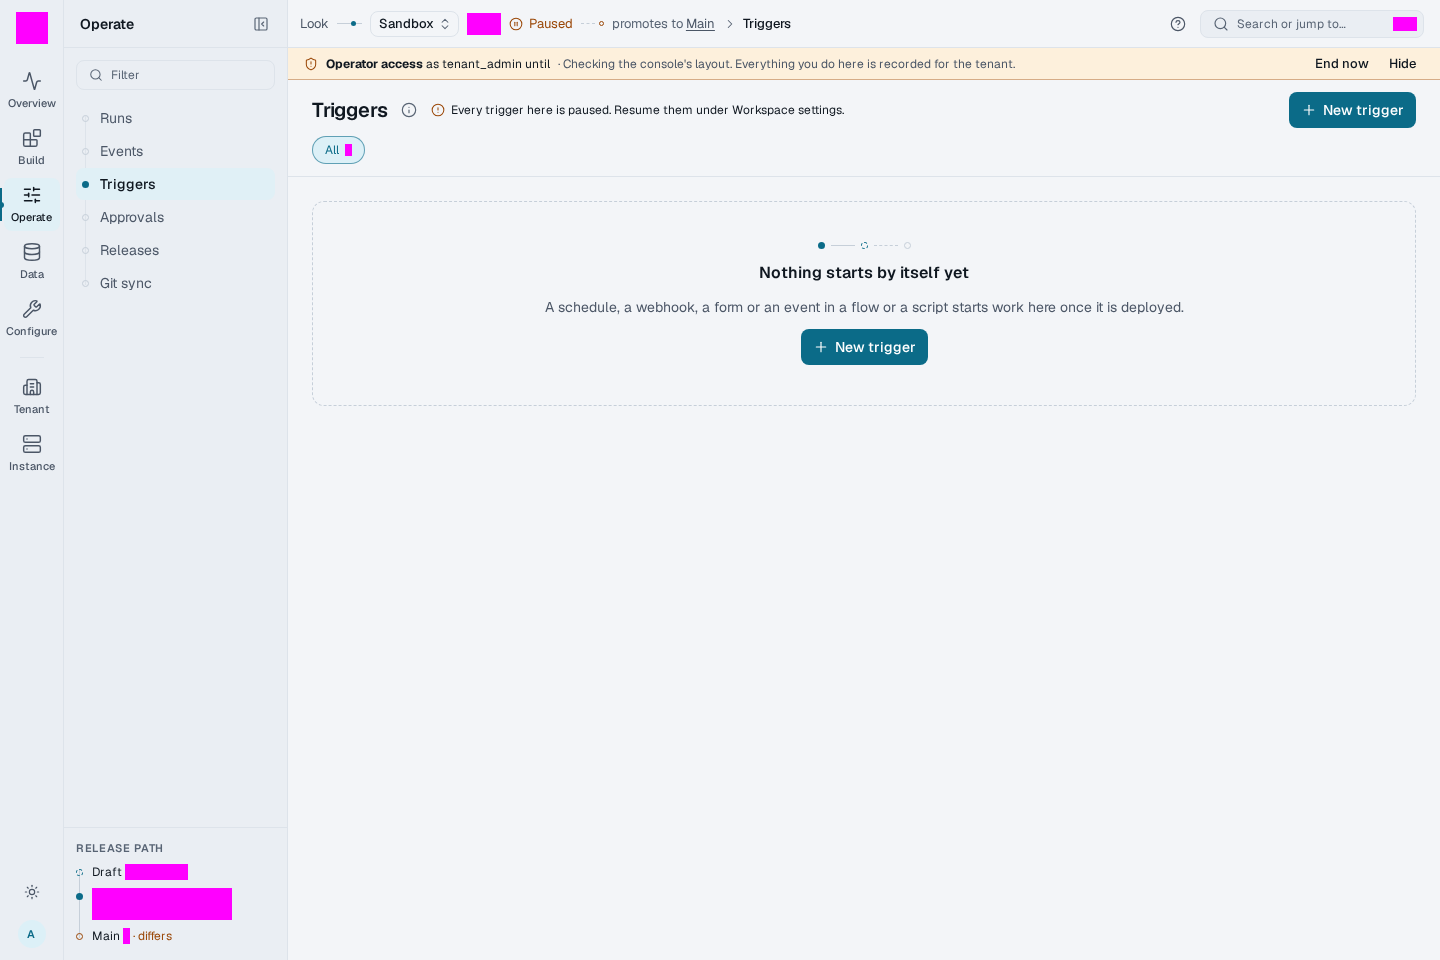 Operate
Look
Sandbox
Paused
promotes to Main
Triggers
Search or jump to...
Operator access as tenant_admin until · Checking the console's layout. Everything you do here is recorded for the tenant.
End now
Hide
Overview
Build
Operate
Data
Configure
Tenant
Instance
A
Filter
Runs
Events
Triggers
Approvals
Releases
Git sync
RELEASE PATH
Draft
Main · differs
Triggers
Every trigger here is paused. Resume them under Workspace settings.
New trigger
All
Nothing starts by itself yet
A schedule, a webhook, a form or an event in a flow or a script starts work here once it is deployed.
New trigger